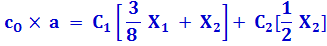 c₀ × a = C₁ [ 3/8 X₁ + X₂ ] + C₂[ 1/2 X₂]